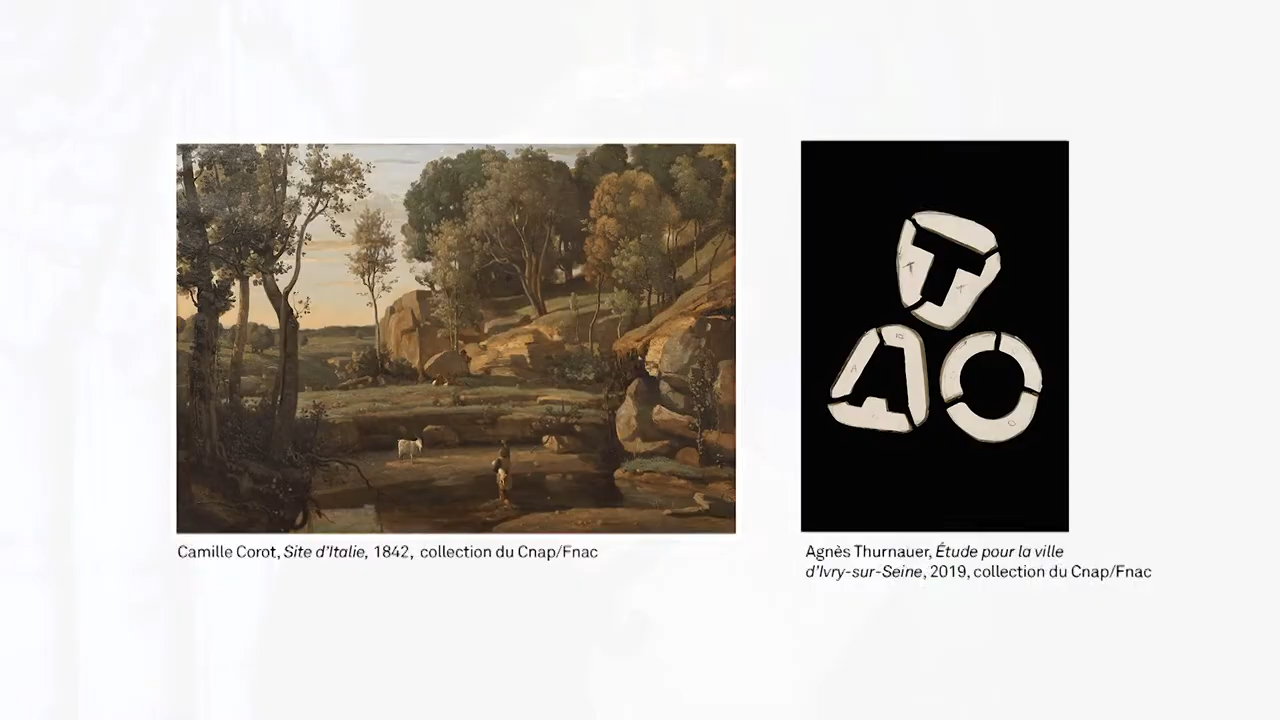 Camille Corot, Site d'Italie, 1842, collection du Cnap/Fnac
T
A O
Agnès Thurnauer, Étude pour la ville
d'Ivry-sur-Seine, 2019, collection du Cnap/Fnac